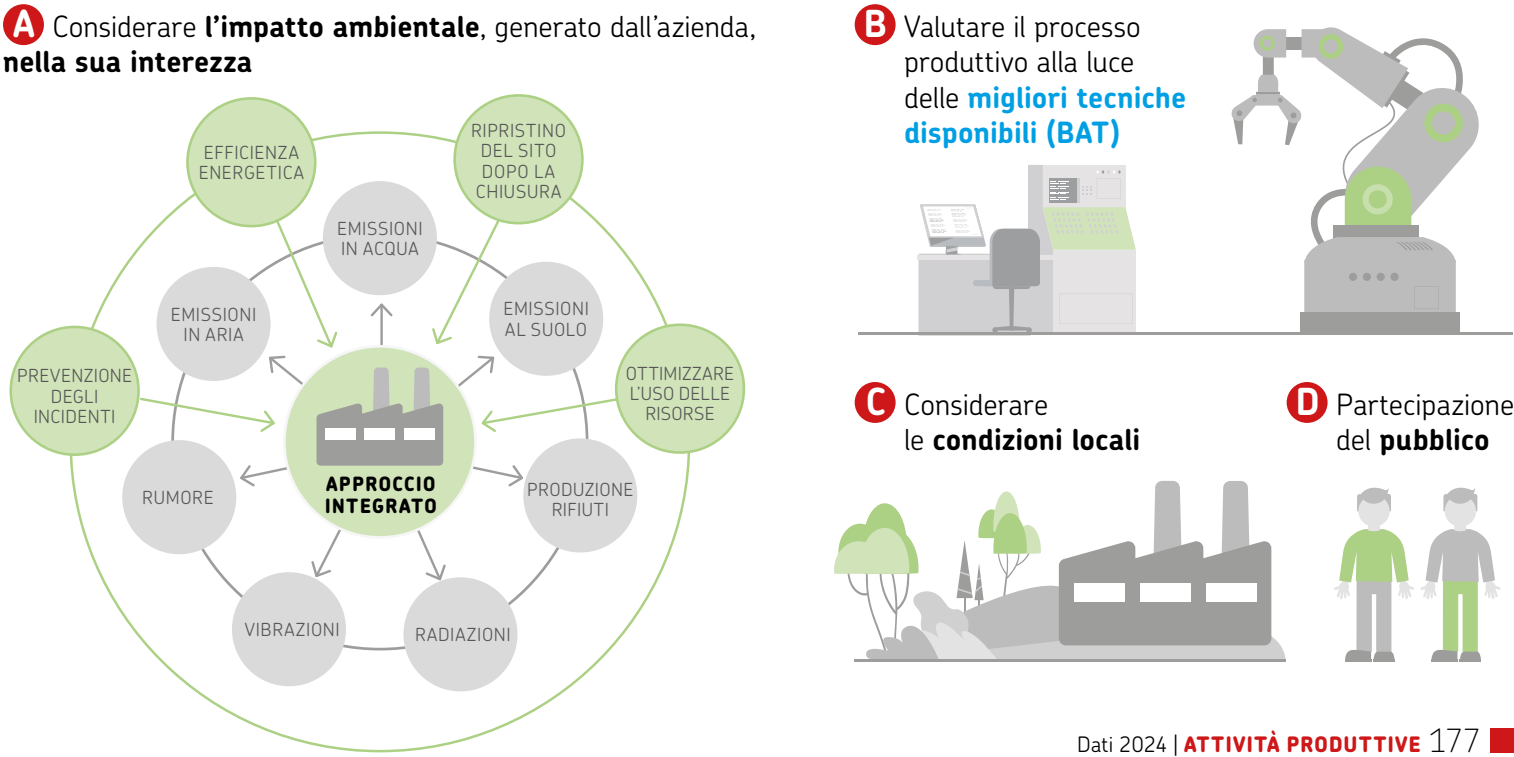 A Considerare l'impatto ambientale, generato dall'azienda,
nella sua interezza
EFFICIENZA
ENERGETICA
RIPRISTINO
DEL SITO
DOPO LA
CHIUSURA
EMISSIONI
IN ACQUA
EMISSIONI
IN ARIA
EMISSIONI
AL SUOLO
PREVENZIONE
DEGLI
INCIDENTI
OTTIMIZZARE
L'USO DELLE
RISORSE
APPROCCIO
INTEGRATO
RUMORE
PRODUZIONE
RIFIUTI
VIBRAZIONI
RADIAZIONI
B Valutare il processo
produttivo alla luce
delle migliori tecniche
disponibili (BAT)
C Considerare
le condizioni locali
D Partecipazione
del pubblico
Dati 2024 | ATTIVITÀ PRODUTTIVE 177